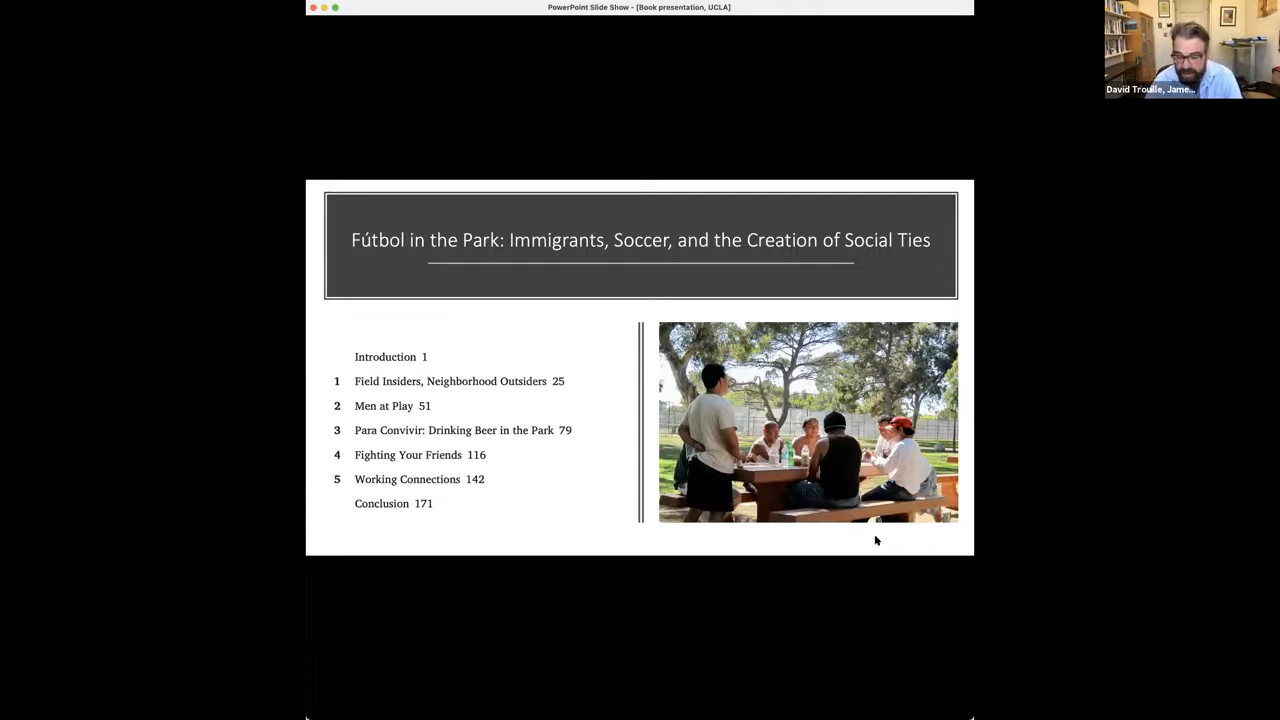 PowerPoint Slide Show - [Book presentation, UCLA]
David Trouille, Jame...
Fútbol in the Park: Immigrants, Soccer, and the Creation of Social Ties
Introduction 1
1 Field Insiders, Neighborhood Outsiders 25
2 Men at Play 51
3 Para Convivir: Drinking Beer in the Park 79
4 Fighting Your Friends 116
5 Working Connections 142
Conclusion 171